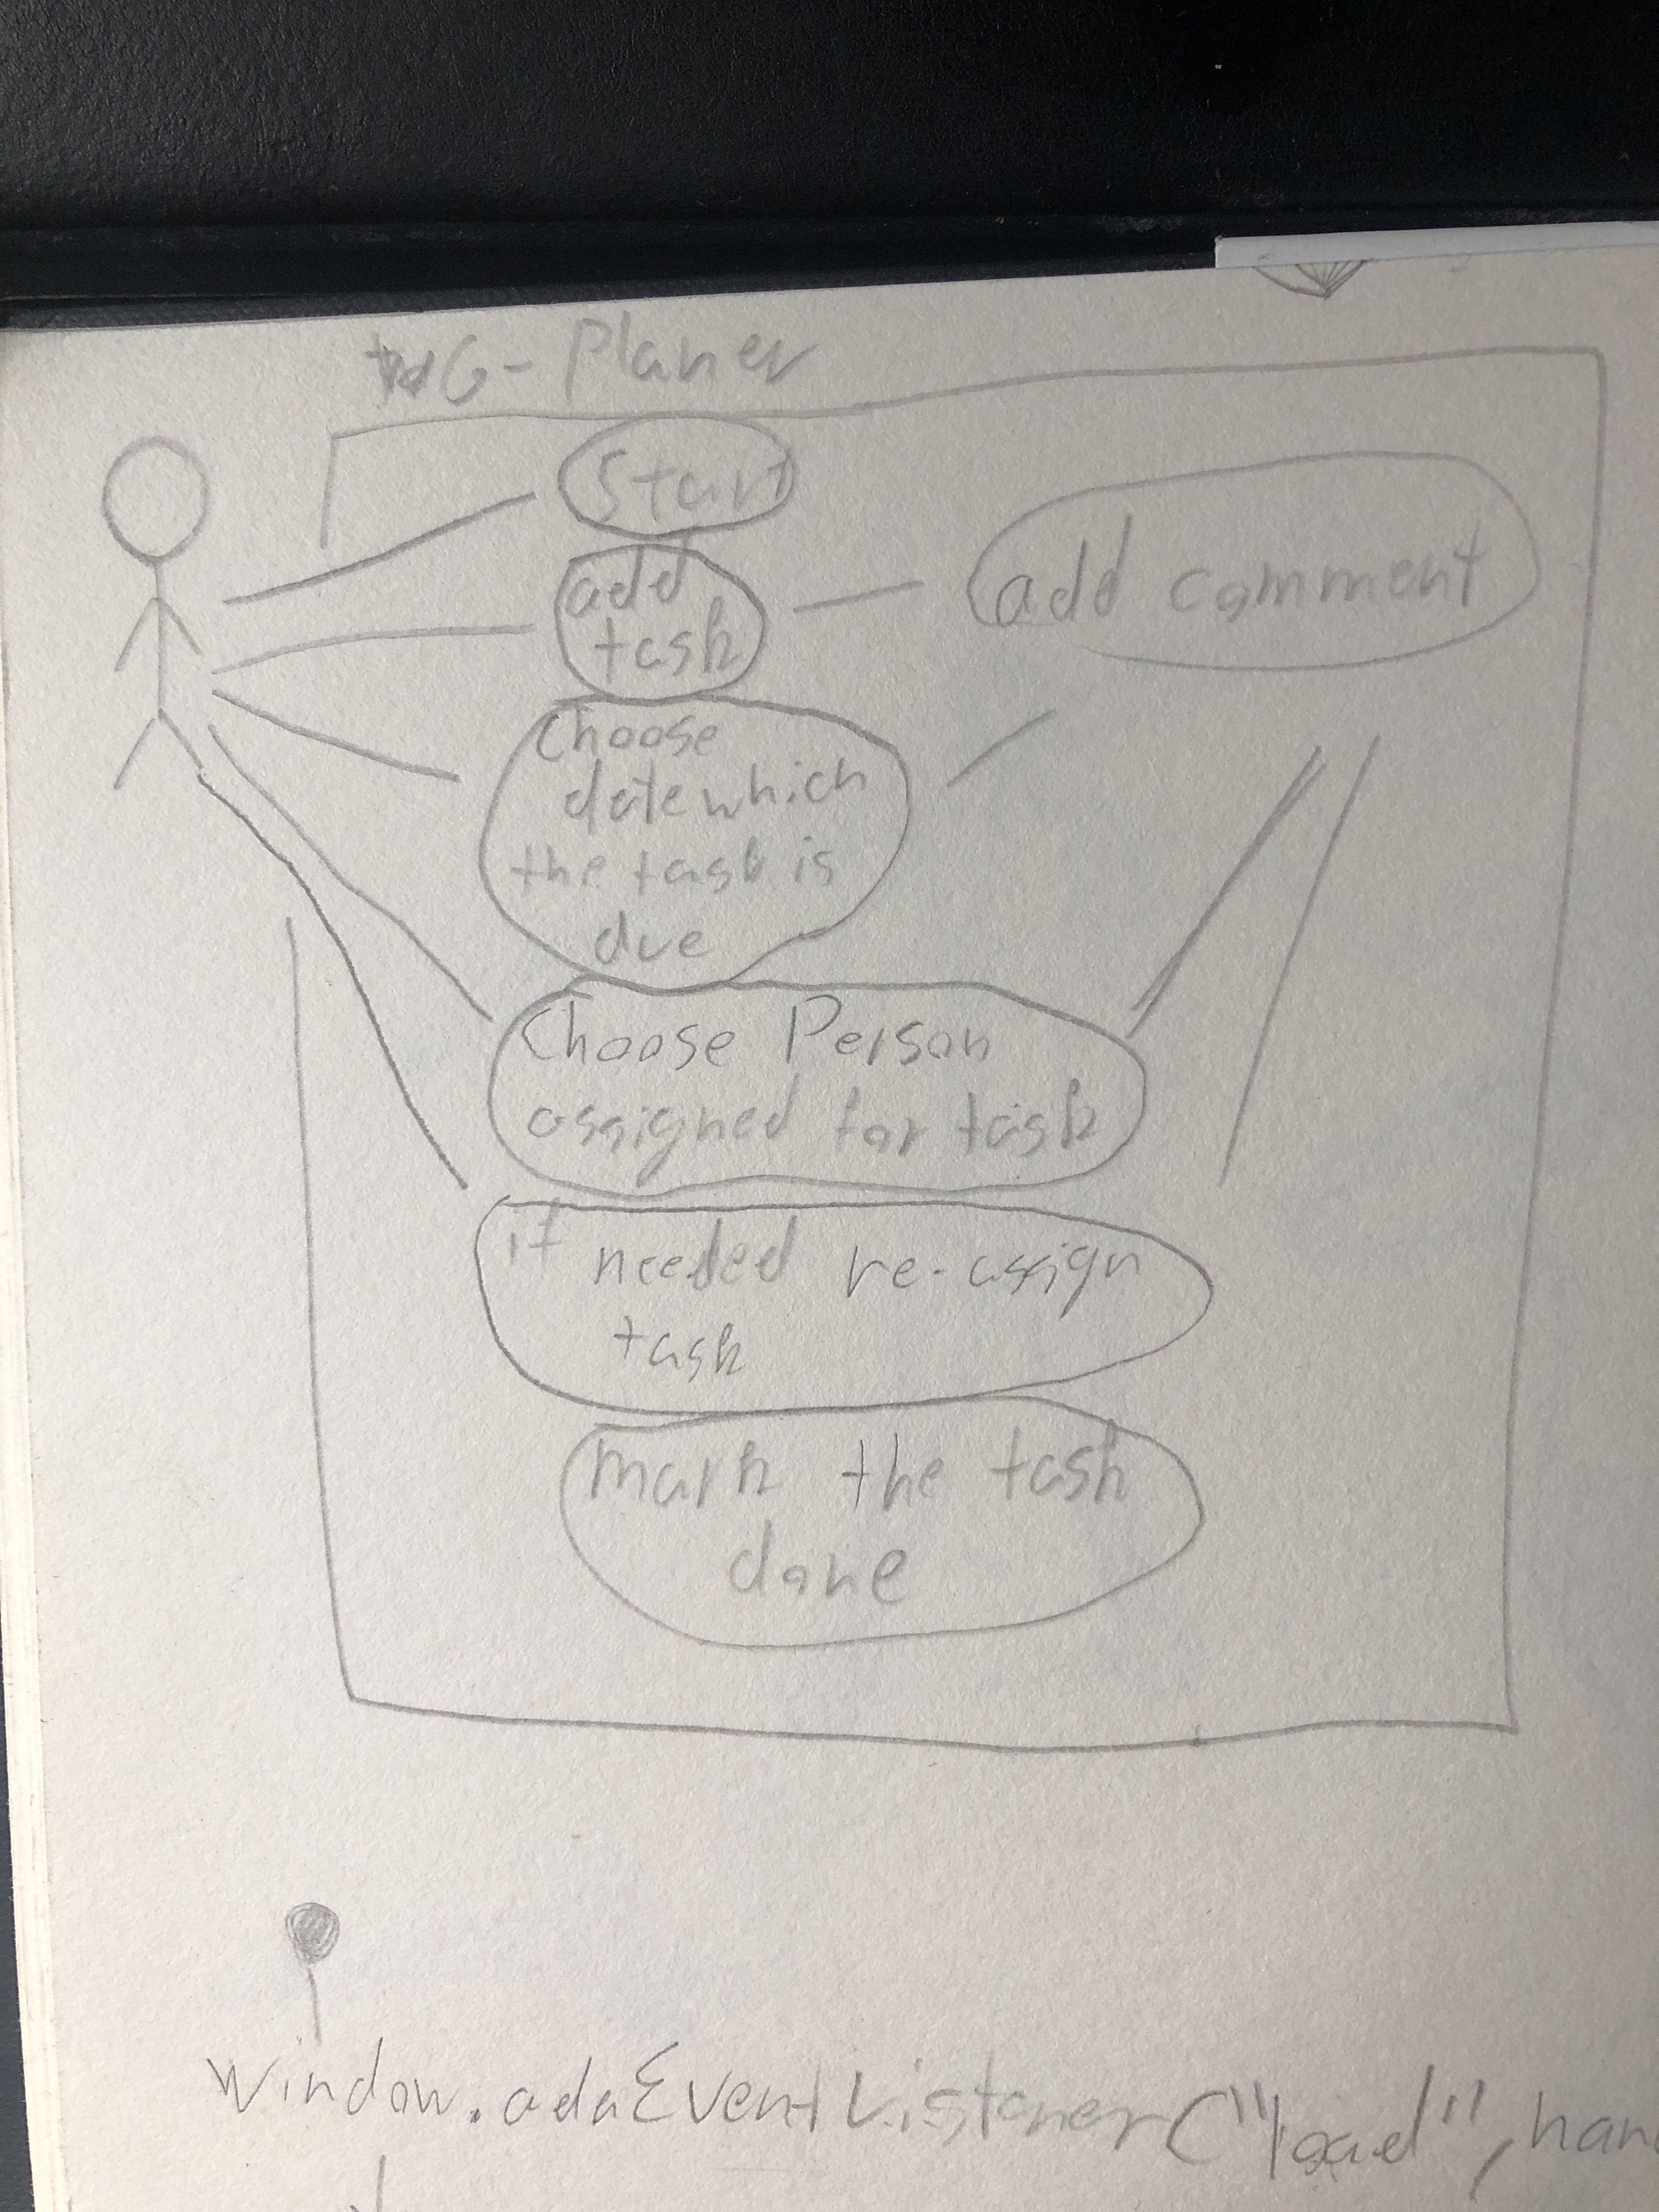 WG-Planer
Start
add
task
add comment
Choose
date which
the task is
due
Choose Person
assigned for task
if needed re-assign
task
mark the task
done
window.addEventListener("load", han